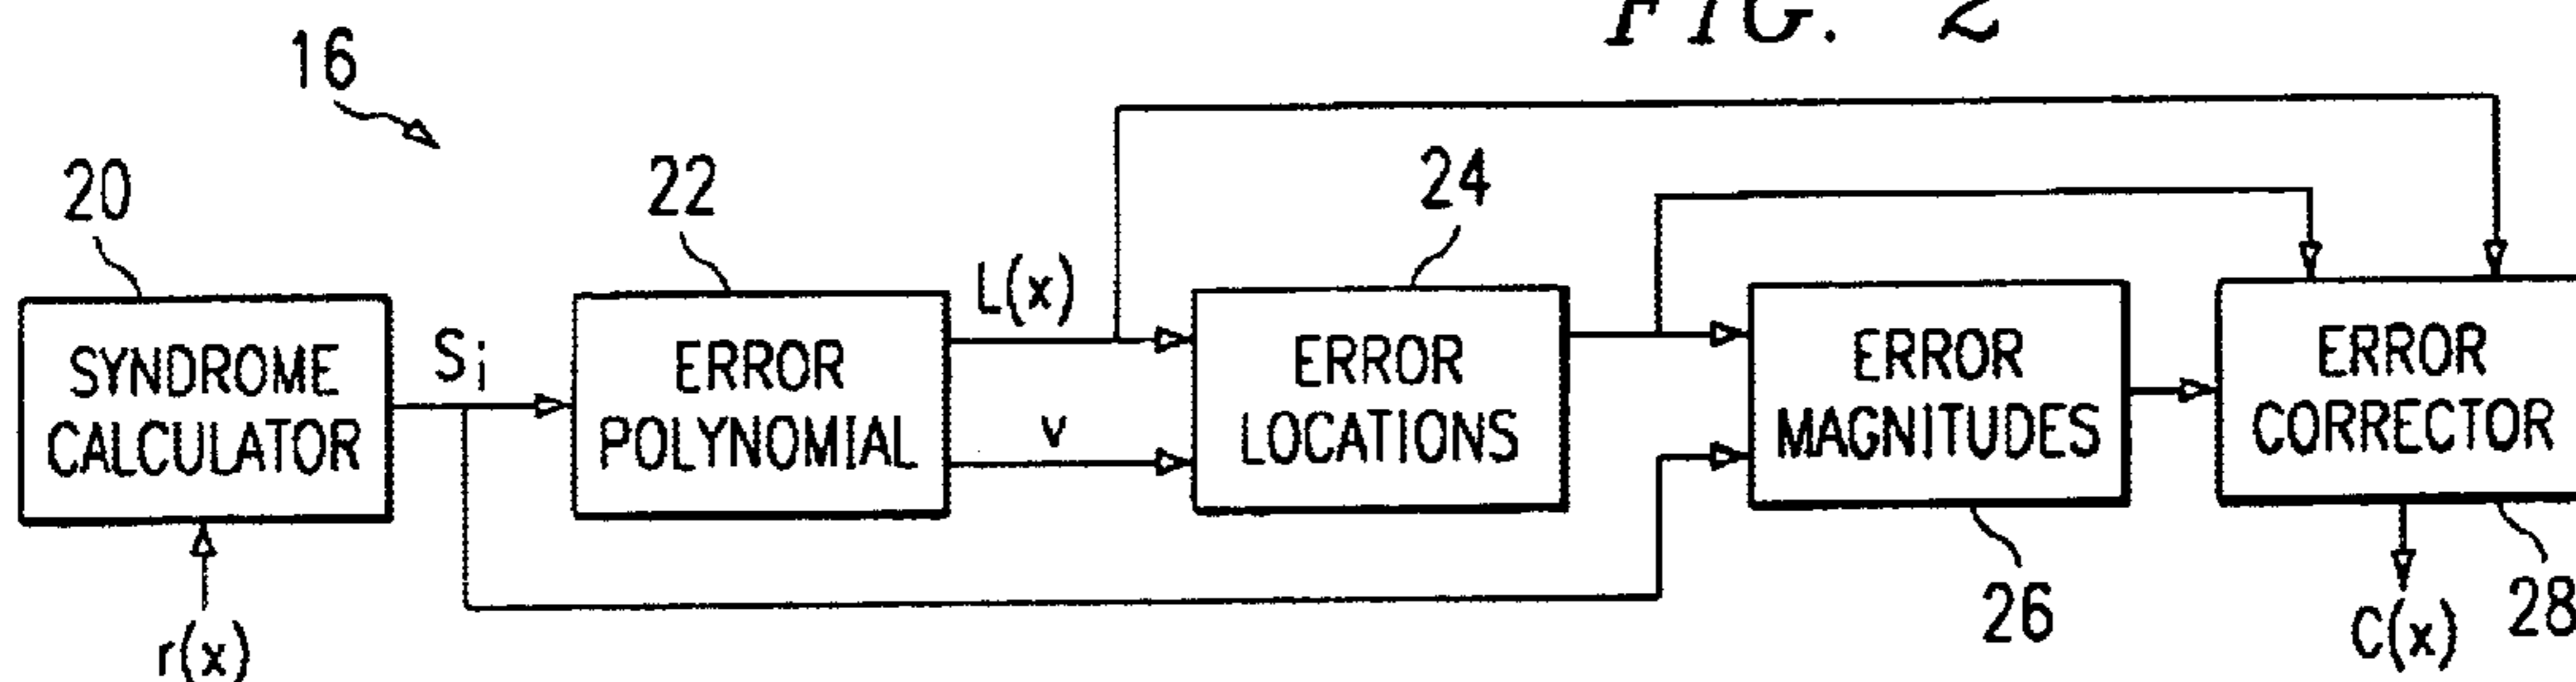 FIG. 2
16
20
22
24
L(x)
Si
v
SYNDROME
CALCULATOR
ERROR
POLYNOMIAL
ERROR
LOCATIONS
ERROR
MAGNITUDES
ERROR
CORRECTOR
26
28
r(x)
C(x)